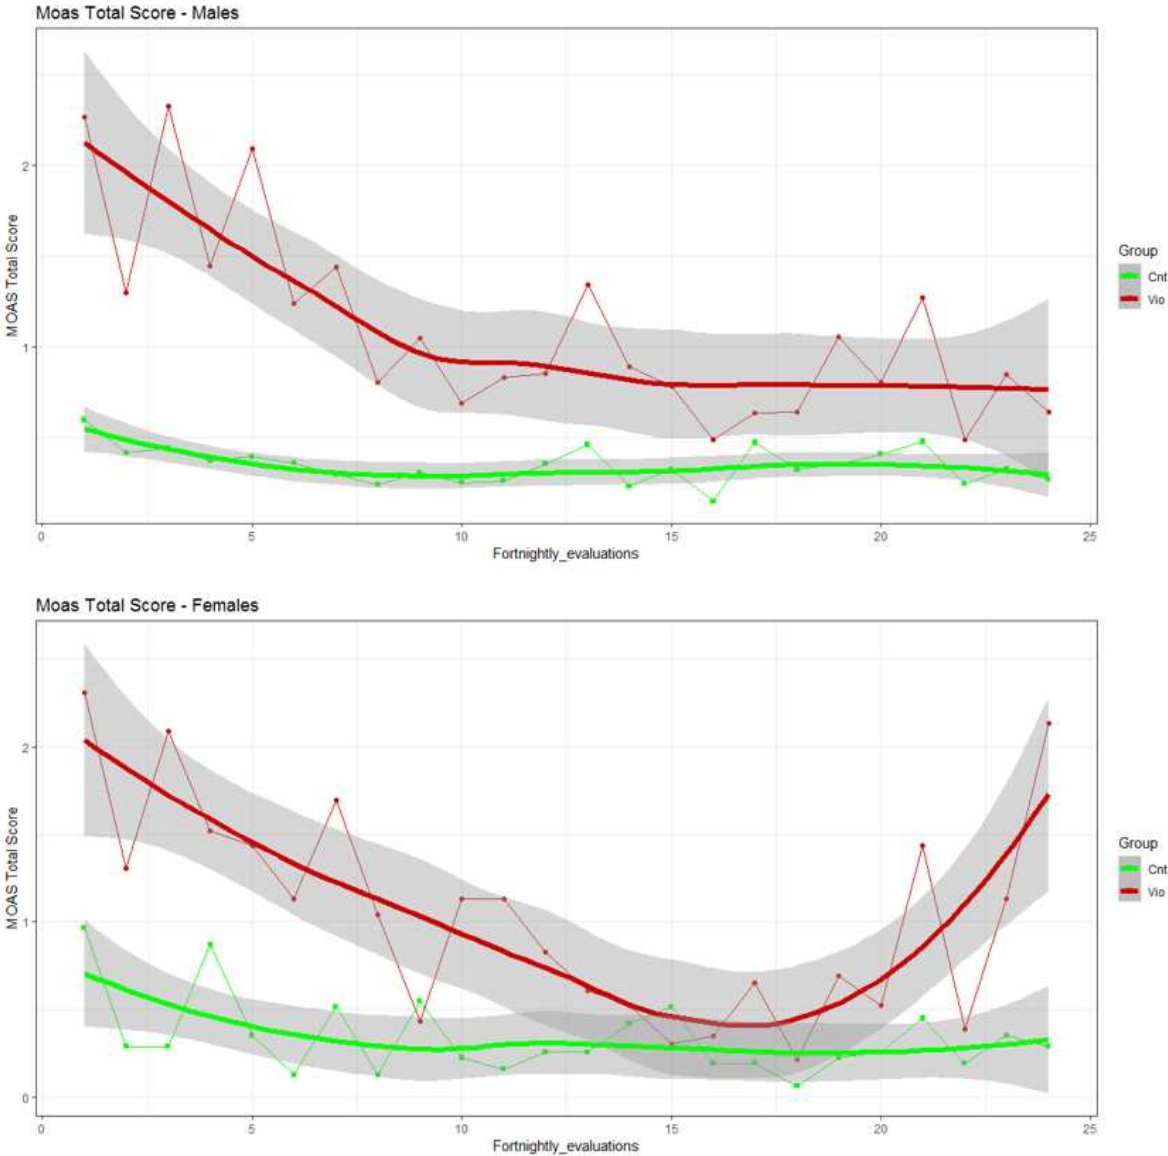 Moas Total Score - Males
MOAS Total Score
2
1
0
5
10
15
20
25
Fortnightly_evaluations
Group
Cnt
Vio
Moas Total Score - Females
MOAS Total Score
2
1
0
0
5
10
15
20
25
Fortnightly_evaluations
Group
Cnt
Vio